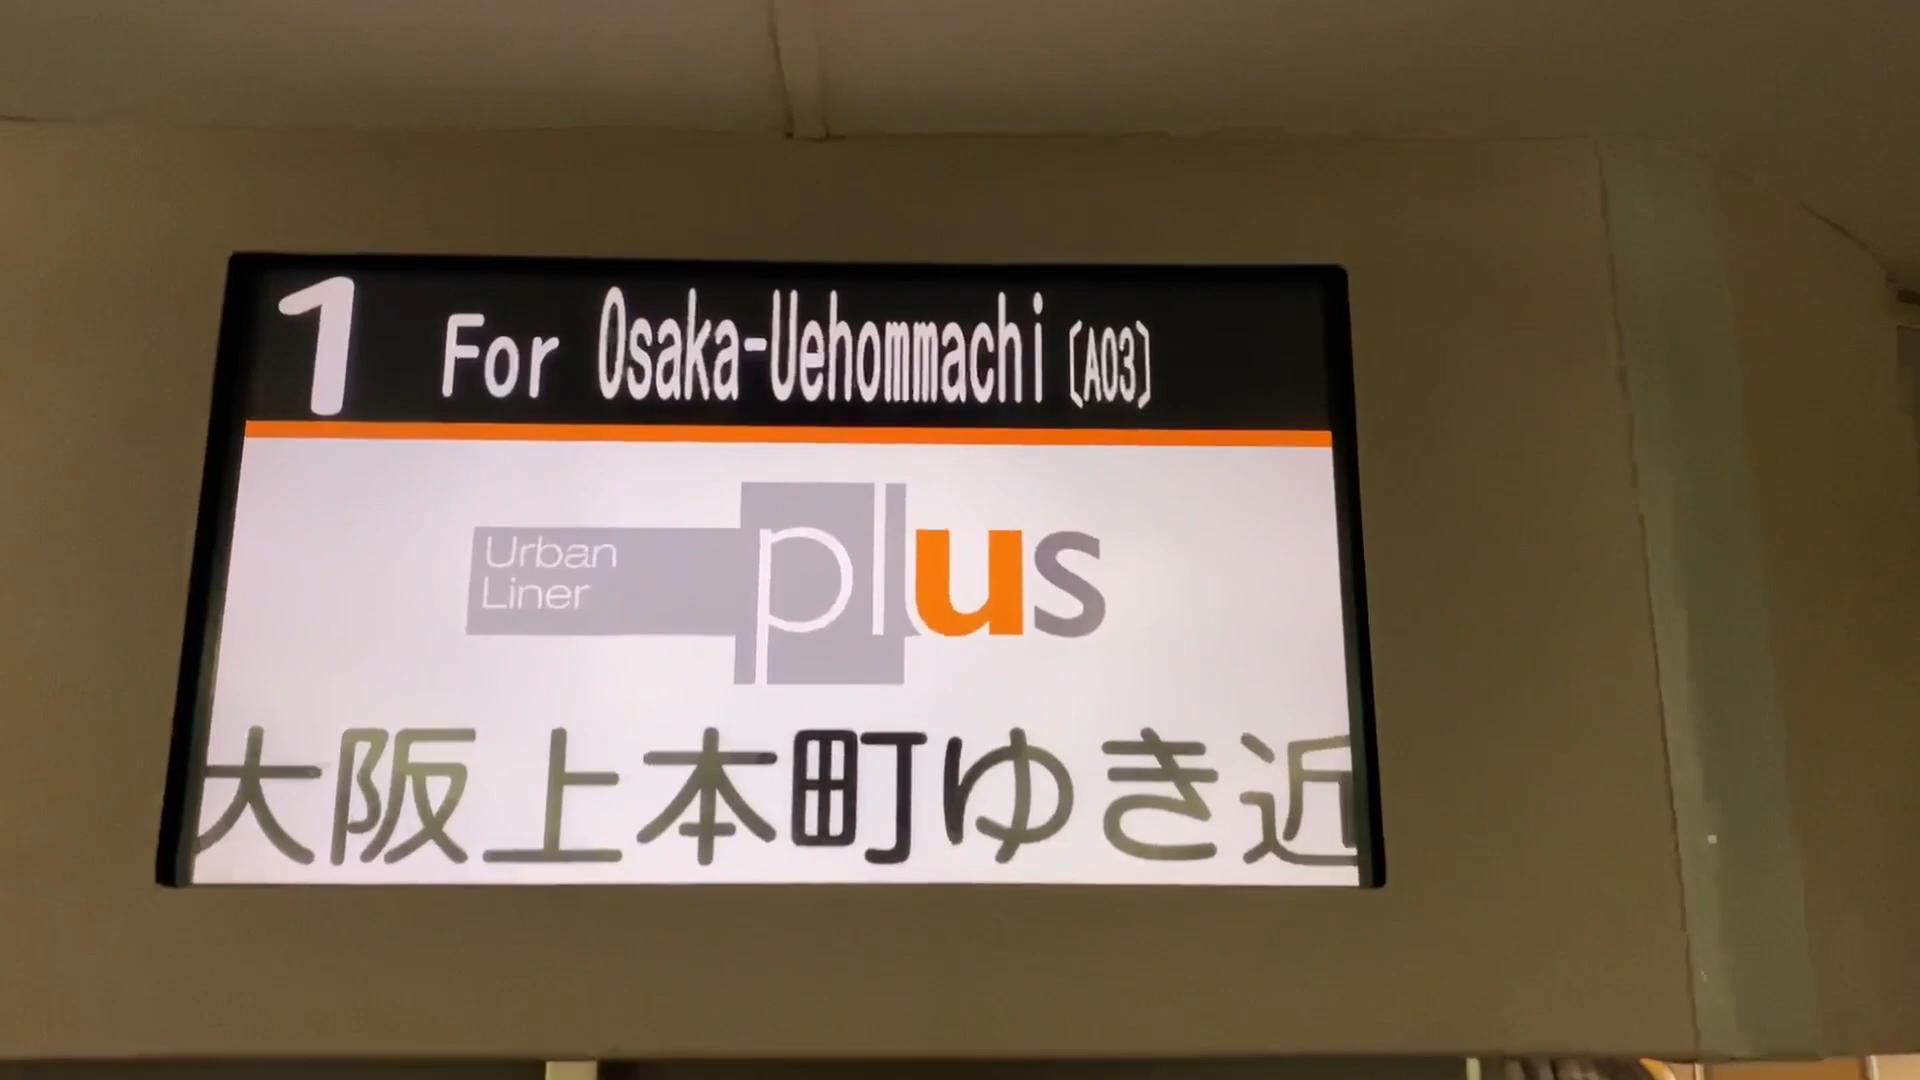 1 For Osaka-Uehommachi [A03]
Urban
Liner
plus
大阪上本町ゆき近